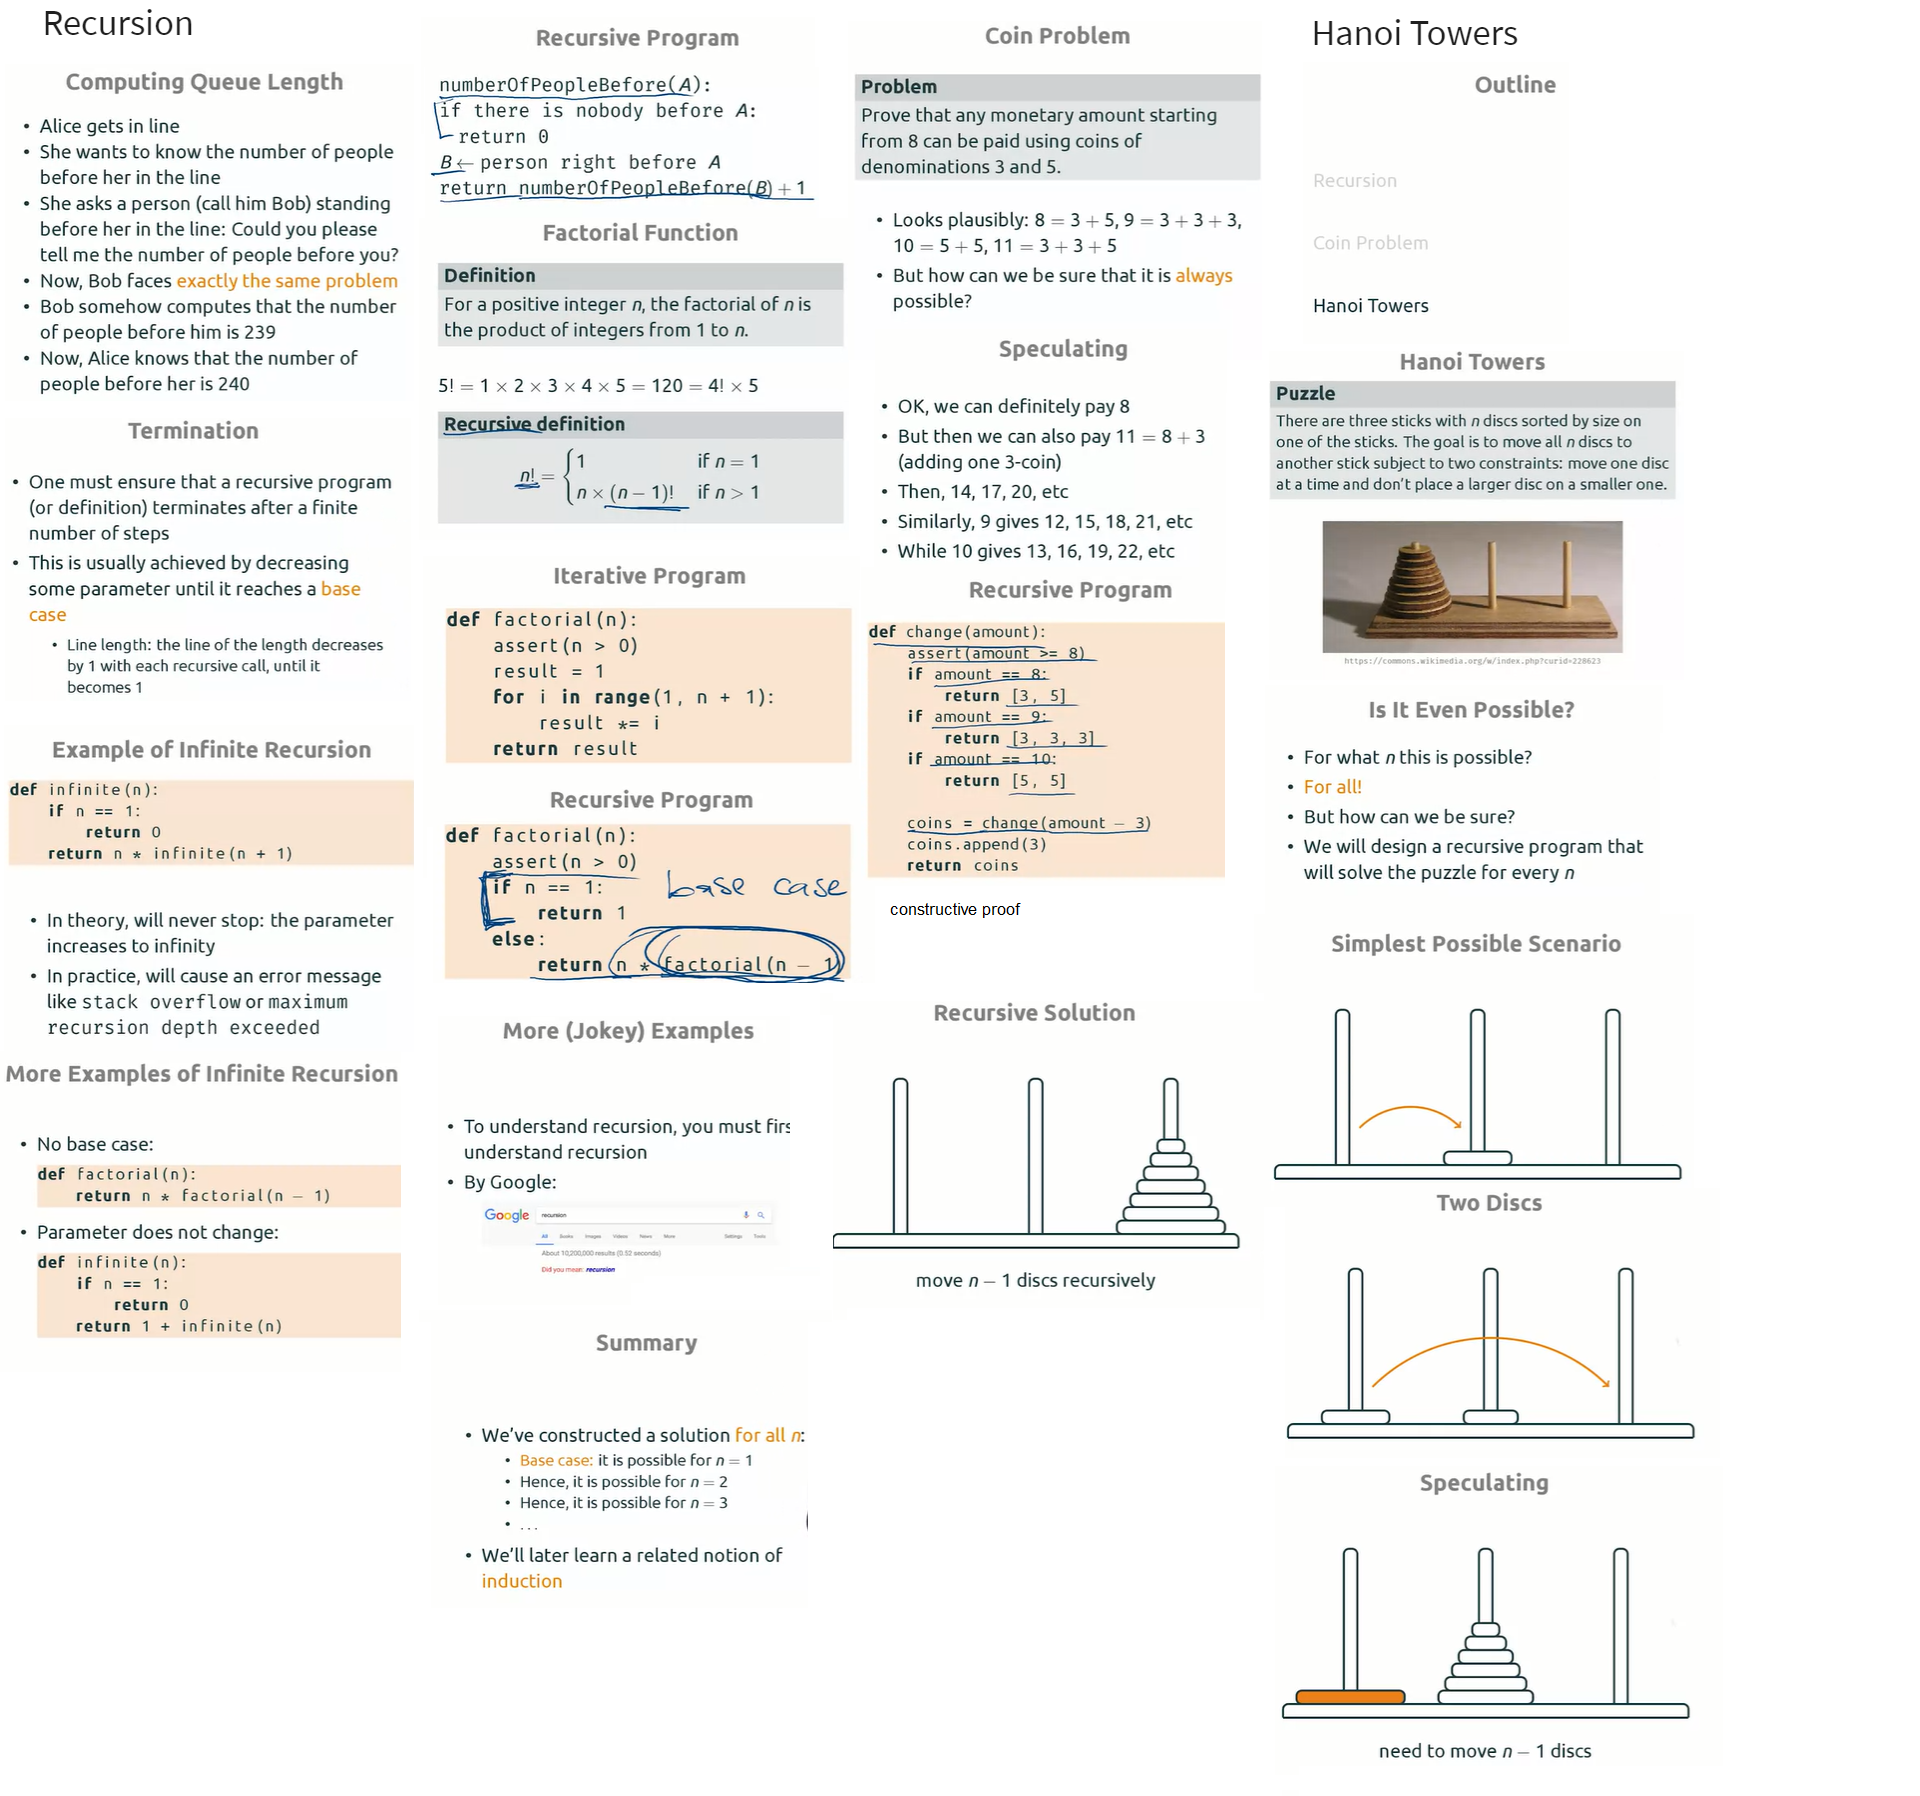 Recursion
Computing Queue Length
• Alice gets in line
• She wants to know the number of people
before her in the line
• She asks a person (call him Bob) standing
before her in the line: Could you please
tell me the number of people before you?
• Now, Bob faces exactly the same problem
• Bob somehow computes that the number
of people before him is 239
• Now, Alice knows that the number of
people before her is 240
Termination
• One must ensure that a recursive program
(or definition) terminates after a finite
number of steps
• This is usually achieved by decreasing
some parameter until it reaches a base
case
• Line length: the line of the length decreases
by 1 with each recursive call, until it
becomes 1
Example of Infinite Recursion
def infinite(n):
if n == 1:
return 0
return n * infinite(n + 1)
• In theory, will never stop: the parameter
increases to infinity
• In practice, will cause an error message
like stack overflow or maximum
recursion depth exceeded
More Examples of Infinite Recursion
• No base case:
def factorial(n):
return n * factorial(n − 1)
• Parameter does not change:
def infinite(n):
if n == 1:
return 0
return 1 + infinite(n)
Recursive Program
numberOfPeopleBefore(A):
if there is nobody before A:
return 0
B ← person right before A
return numberOfPeopleBefore(B) + 1
Factorial Function
Definition
For a positive integer n, the factorial of n is
the product of integers from 1 to n.
5! = 1 × 2 × 3 × 4 × 5 = 120 = 4! × 5
Recursive definition
n! = { 1 if n = 1
n × (n − 1)! if n > 1
Iterative Program
def factorial(n):
assert(n > 0)
result = 1
for i in range(1, n + 1):
result *= i
return result
Recursive Program
def factorial(n):
assert(n > 0)
if n == 1: base case
return 1
else:
return n * factorial(n − 1)
More (Jokey) Examples
• To understand recursion, you must firs
understand recursion
• By Google:
Google recursion
All Books Images Videos News More Settings Tools
About 10,200,000 results (0.52 seconds)
Did you mean: recursion
Summary
• We've constructed a solution for all n:
• Base case: it is possible for n = 1
• Hence, it is possible for n = 2
• Hence, it is possible for n = 3
• ...
• We'll later learn a related notion of
induction
Coin Problem
Problem
Prove that any monetary amount starting
from 8 can be paid using coins of
denominations 3 and 5.
• Looks plausibly: 8 = 3 + 5, 9 = 3 + 3 + 3,
10 = 5 + 5, 11 = 3 + 3 + 5
• But how can we be sure that it is always
possible?
Speculating
• OK, we can definitely pay 8
• But then we can also pay 11 = 8 + 3
(adding one 3-coin)
• Then, 14, 17, 20, etc
• Similarly, 9 gives 12, 15, 18, 21, etc
• While 10 gives 13, 16, 19, 22, etc
Recursive Program
def change(amount):
assert(amount >= 8)
if amount == 8:
return [3, 5]
if amount == 9:
return [3, 3, 3]
if amount == 10:
return [5, 5]
coins = change(amount − 3)
coins.append(3)
return coins
constructive proof
Recursive Solution
move n − 1 discs recursively
Hanoi Towers
Outline
Recursion
Coin Problem
Hanoi Towers
Hanoi Towers
Puzzle
There are three sticks with n discs sorted by size on
one of the sticks. The goal is to move all n discs to
another stick subject to two constraints: move one disc
at a time and don't place a larger disc on a smaller one.
https://commons.wikimedia.org/w/index.php?curid=228623
Is It Even Possible?
• For what n this is possible?
• For all!
• But how can we be sure?
• We will design a recursive program that
will solve the puzzle for every n
Simplest Possible Scenario
Two Discs
Speculating
need to move n − 1 discs